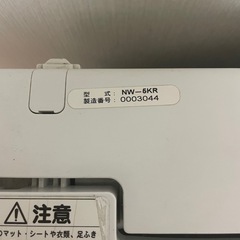 型 式: NW-5KR
製造番号: 0003044
注意
のマット・シートや衣類、足ふき